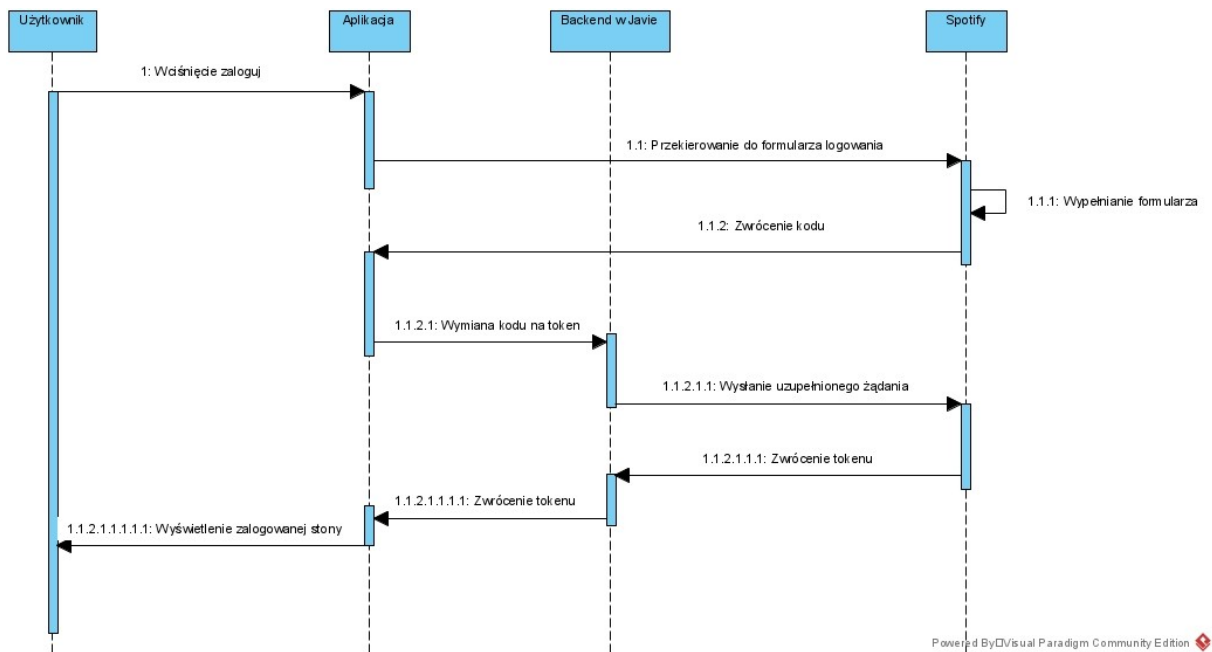 Użytkownik
Aplikacja
Backend w Javie
Spotify
1: Wciśnięcie zaloguj
1.1: Przekierowanie do formularza logowania
1.1.1: Wypełnianie formularza
1.1.2: Zwrócenie kodu
1.1.2.1: Wymiana kodu na token
1.1.2.1.1: Wysłanie uzupełnionego żądania
1.1.2.1.1.1: Zwrócenie tokenu
1.1.2.1.1.1.1: Zwrócenie tokenu
1.1.2.1.1.1.1.1: Wyświetlenie zalogowanej stony
Powered By□Visual Paradigm Community Edition